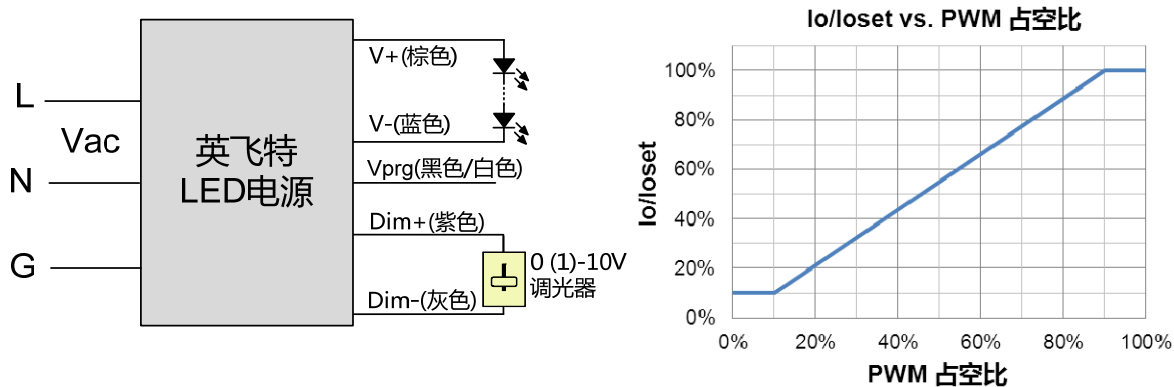 L
Vac
N
G
英飞特
LED电源
V+(棕色)
V-(蓝色)
Vprg(黑色/白色)
Dim+(紫色)
Dim-(灰色)
0 (1)-10V
调光器
Io/Ioset vs. PWM 占空比
Io/Ioset
100%
80%
60%
40%
20%
0%
0% 20% 40% 60% 80% 100%
PWM 占空比